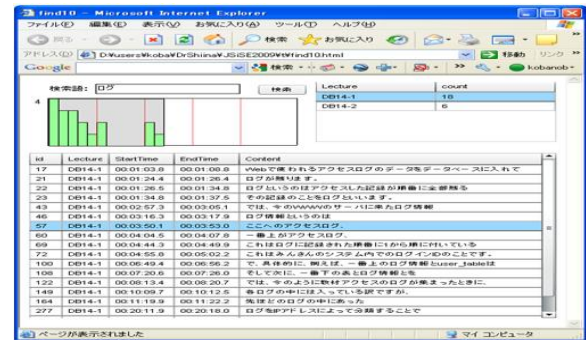 find10 - Microsoft Internet Explorer
ファイル(F) 編集(E) 表示(V) お気に入り(A) ツール(T) ヘルプ(H)
戻る 検索 お気に入り
アドレス(D) D:¥users¥koba¥DrShiina¥JSiSE2009¥tfind10.html 移動 リンク
Google 検索 kobanob
検索語: ログ 検索
Lecture count
DB14-1 18
DB14-2 6
4
id Lecture StartTime EndTime Content
17 DB14-1 00:01:03.8 00:01:08.8 Webで使われるアクセスログのデータをデータベースに入れて
21 DB14-1 00:01:24.4 00:01:26.4 ログが残ります。
22 DB14-1 00:01:26.5 00:01:34.8 ログというのはアクセスした記録が順番に全部残る
23 DB14-1 00:01:34.8 00:01:37.5 その記録のことをログといいます。
43 DB14-1 00:02:57.3 00:03:05.1 では、今のWWWのサーバに来たログ情報
46 DB14-1 00:03:16.3 00:03:17.9 ログ情報というのは
57 DB14-1 00:03:50.1 00:03:53.0 ここへのアクセスログ、
60 DB14-1 00:04:04.5 00:04:07.8 一番上がアクセスログ、
69 DB14-1 00:04:44.3 00:04:49.9 これはログに記録された順番に1から順に付いている
72 DB14-1 00:04:55.8 00:05:02.2 これはみんさんのシステム内でのログインIDのことです。
100 DB14-1 00:06:49.4 00:06:56.2 で、具体的に、例えば、一番上のログ情報とuser_tableは
108 DB14-1 00:07:20.6 00:07:26.0 そして次に、一番下のあとログ情報とを
122 DB14-1 00:08:13.4 00:08:20.7 では、今のように取材アクセスのログが集まったときに、
149 DB14-1 00:10:09.7 00:10:12.5 各ログの中には入っている訳ですが、
164 DB14-1 00:11:19.9 00:11:22.2 先ほどのログの中にあった
277 DB14-1 00:20:11.9 00:20:18.0 ログをIPアドレスによって分類することで
ページが表示されました マイ コンピュータ